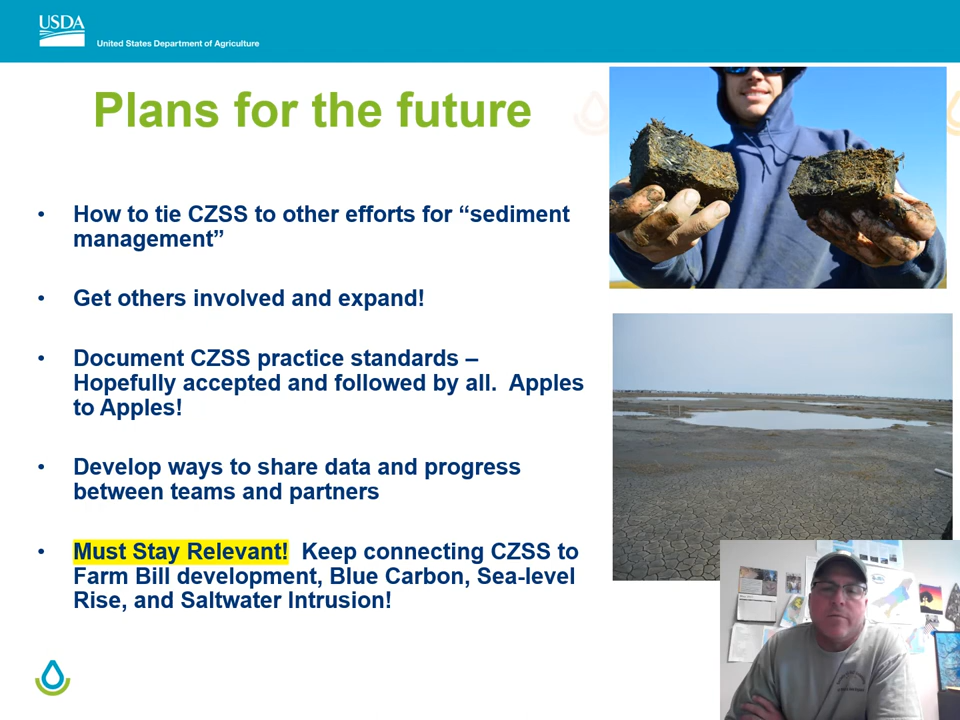 USDA
United States Department of Agriculture
Plans for the future
• How to tie CZSS to other efforts for “sediment
management”
• Get others involved and expand!
• Document CZSS practice standards –
Hopefully accepted and followed by all.  Apples
to Apples!
• Develop ways to share data and progress
between teams and partners
• Must Stay Relevant!  Keep connecting CZSS to
Farm Bill development, Blue Carbon, Sea-level
Rise, and Saltwater Intrusion!